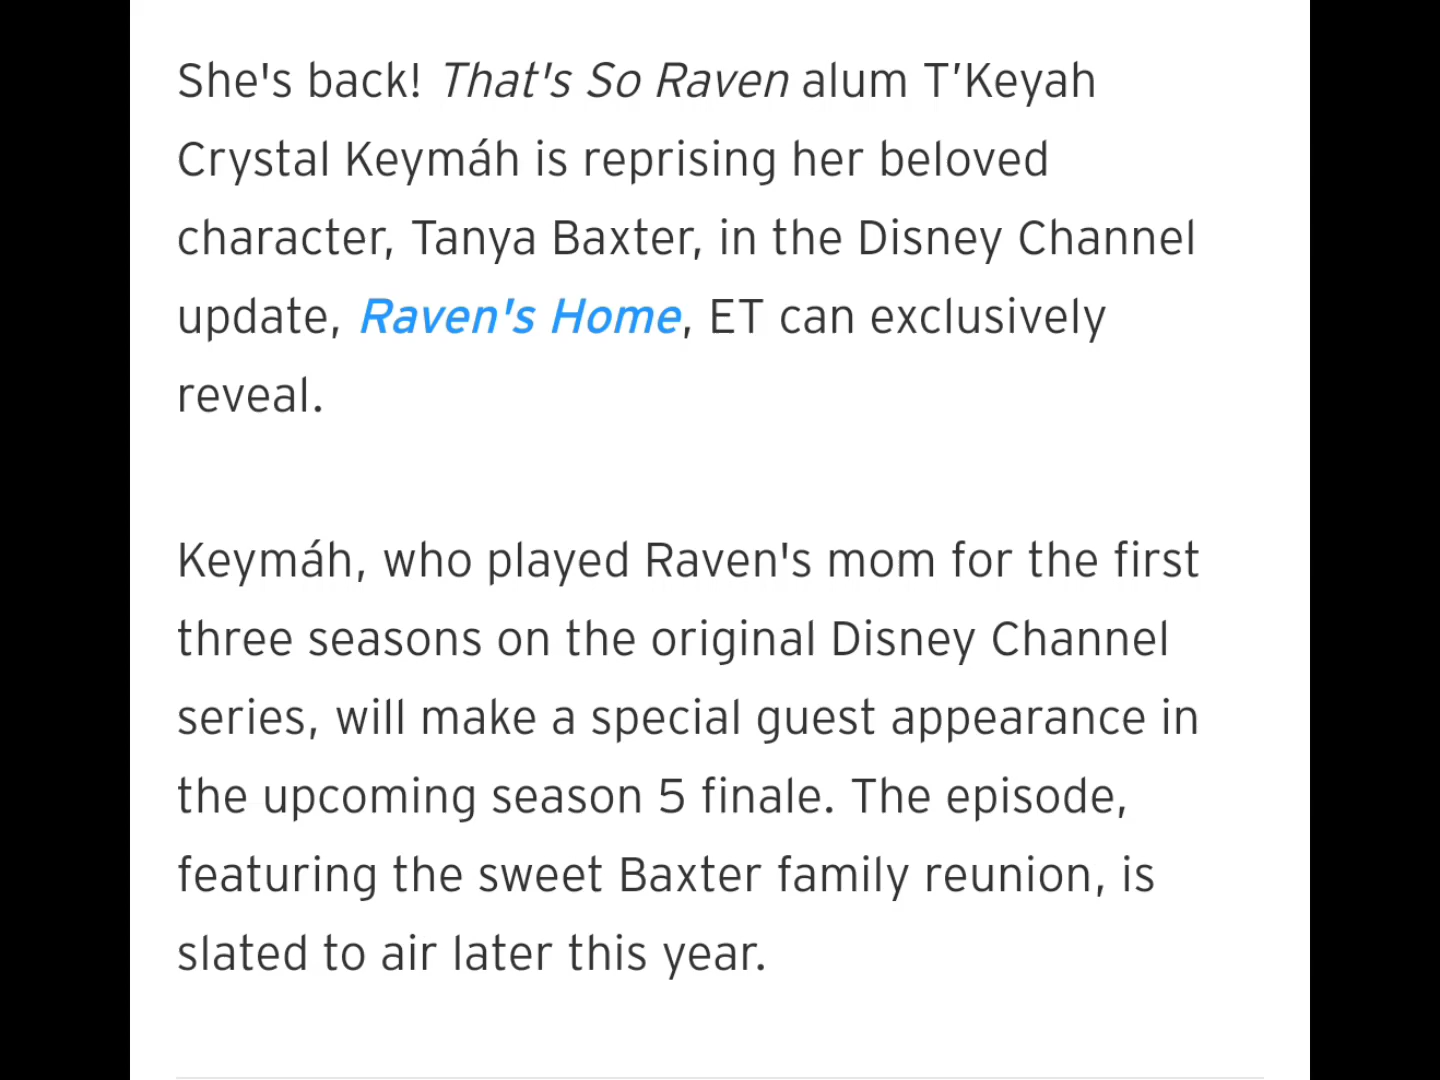 She's back! That's So Raven alum T’Keyah
Crystal Keymáh is reprising her beloved
character, Tanya Baxter, in the Disney Channel
update, Raven's Home, ET can exclusively
reveal.
Keymáh, who played Raven's mom for the first
three seasons on the original Disney Channel
series, will make a special guest appearance in
the upcoming season 5 finale. The episode,
featuring the sweet Baxter family reunion, is
slated to air later this year.